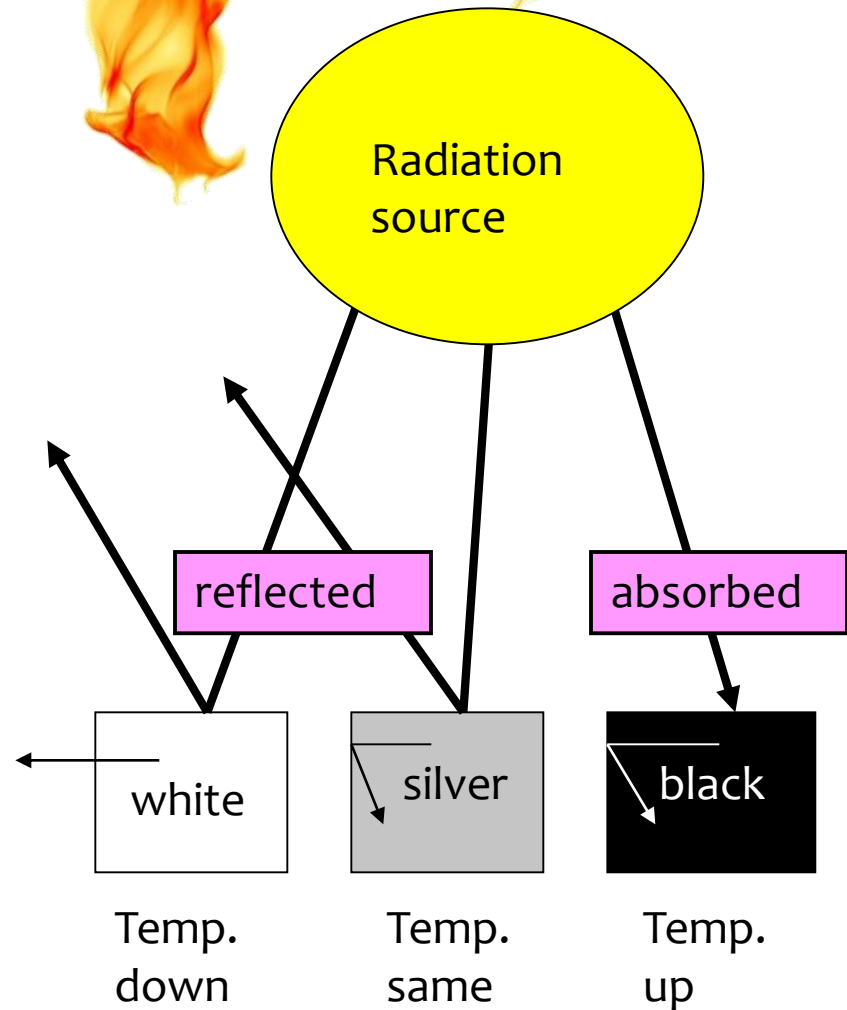 Radiation
source
reflected
absorbed
white
silver
black
Temp.
down
Temp.
same
Temp.
up